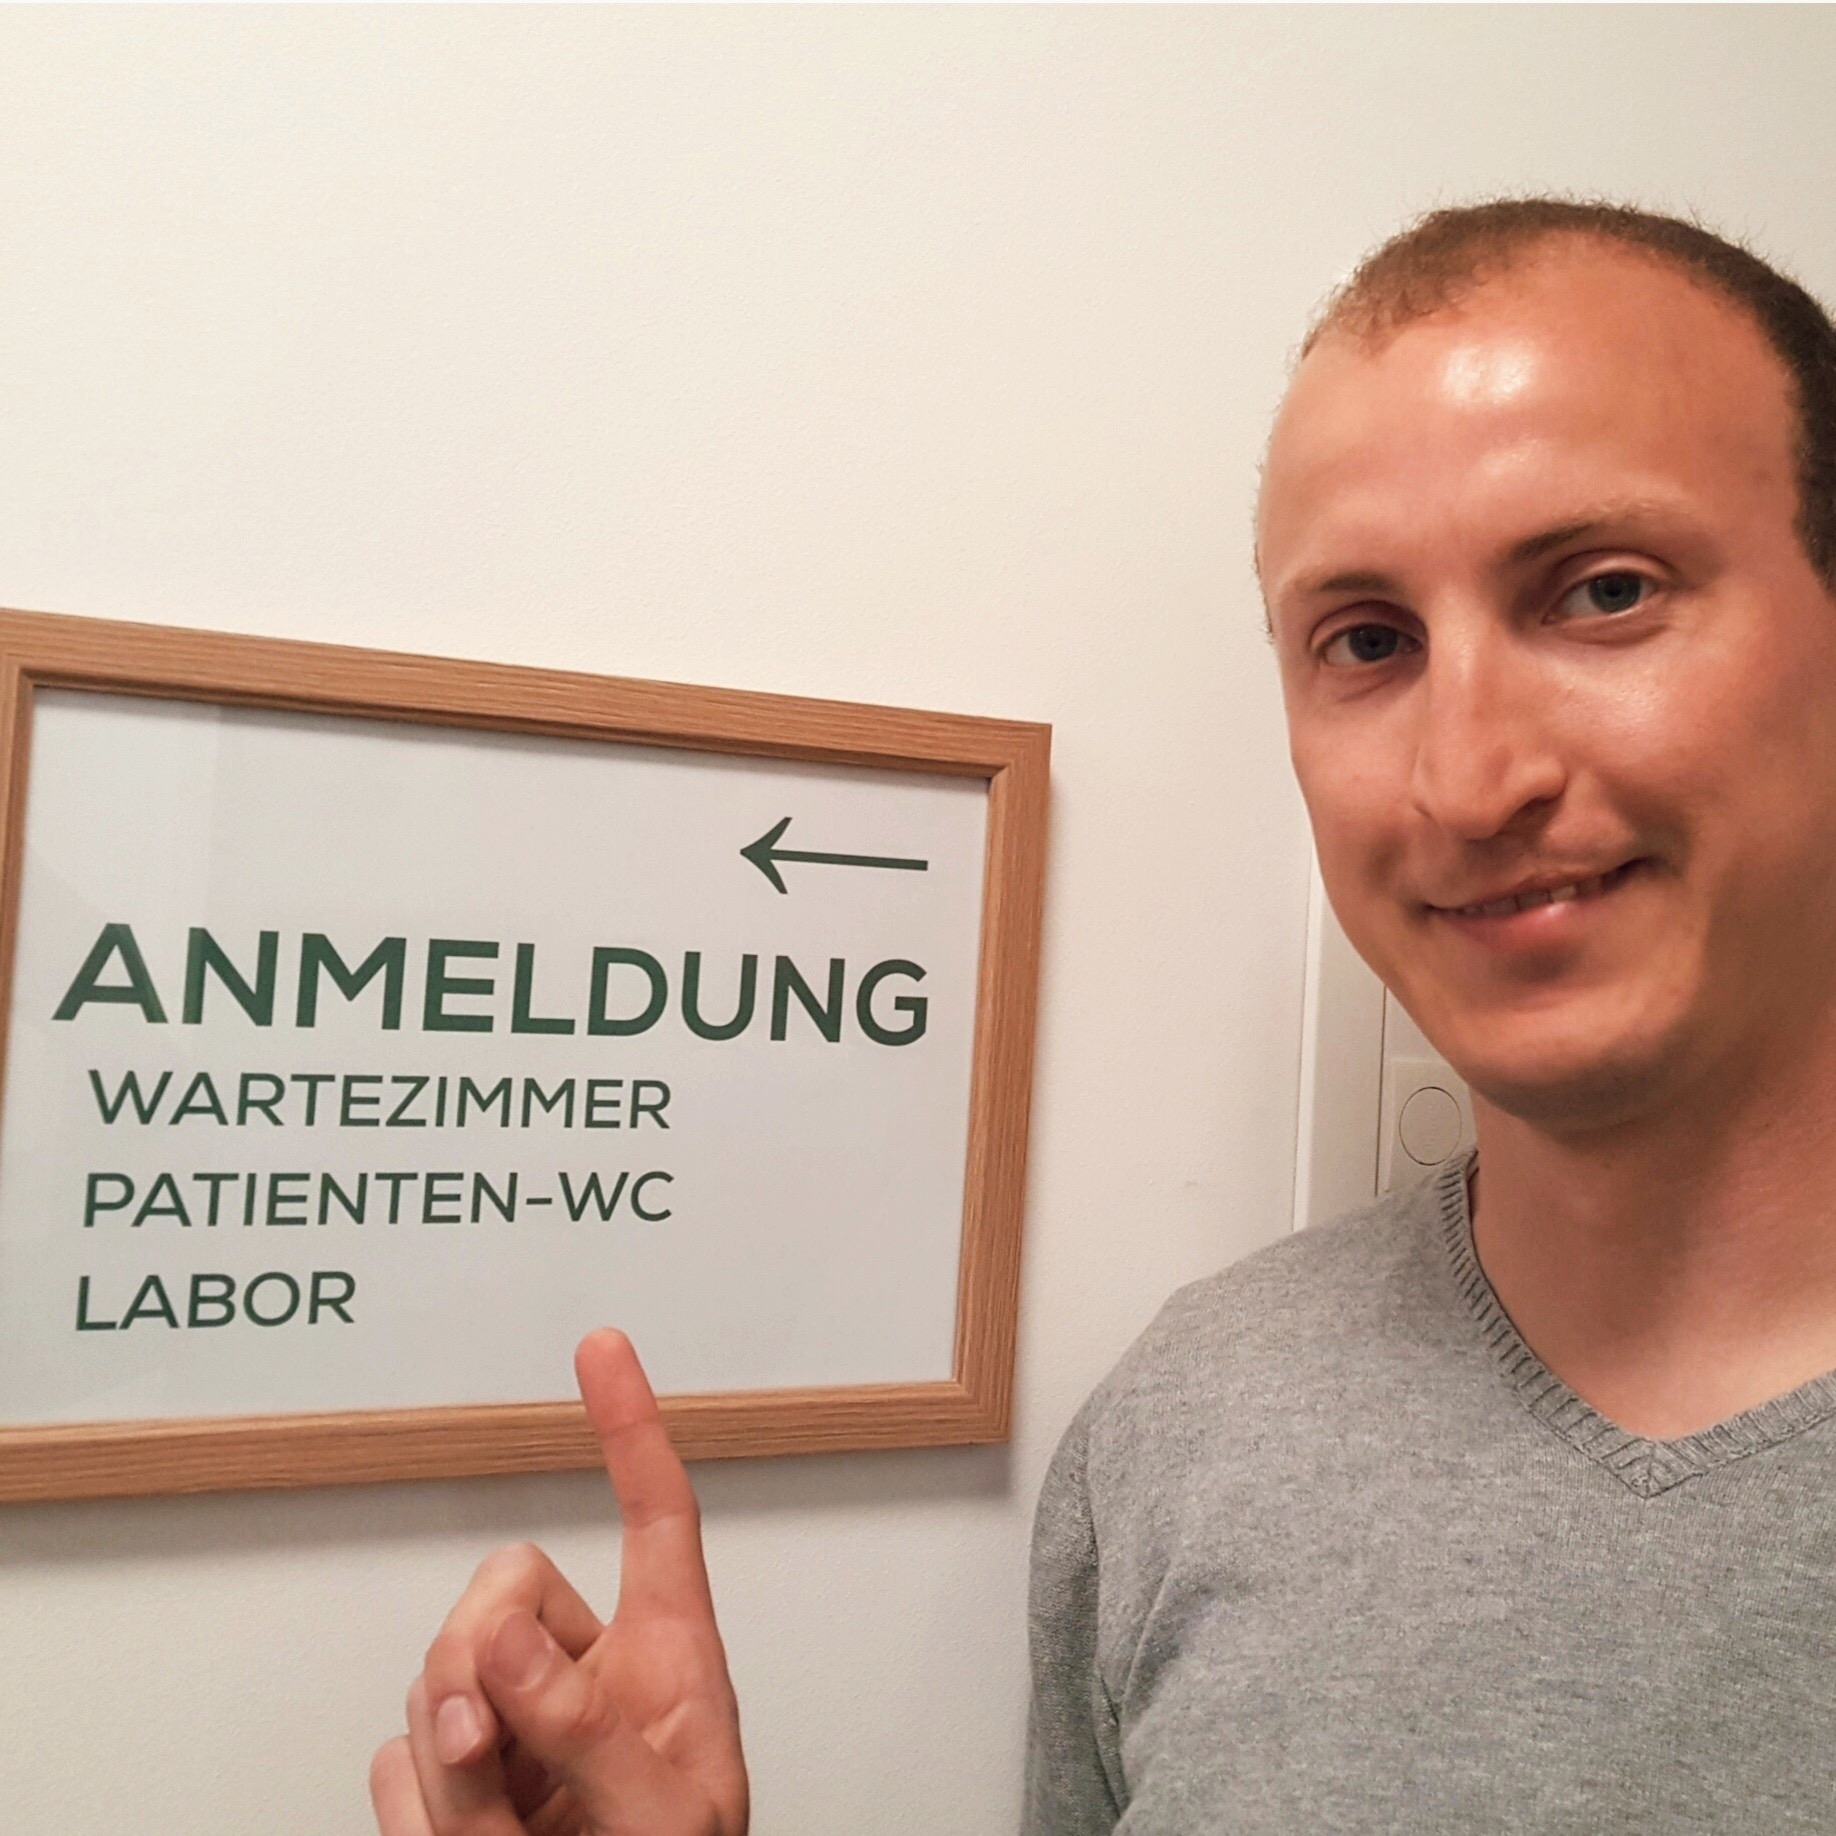 ANMELDUNG
WARTEZIMMER
PATIENTEN-WC
LABOR